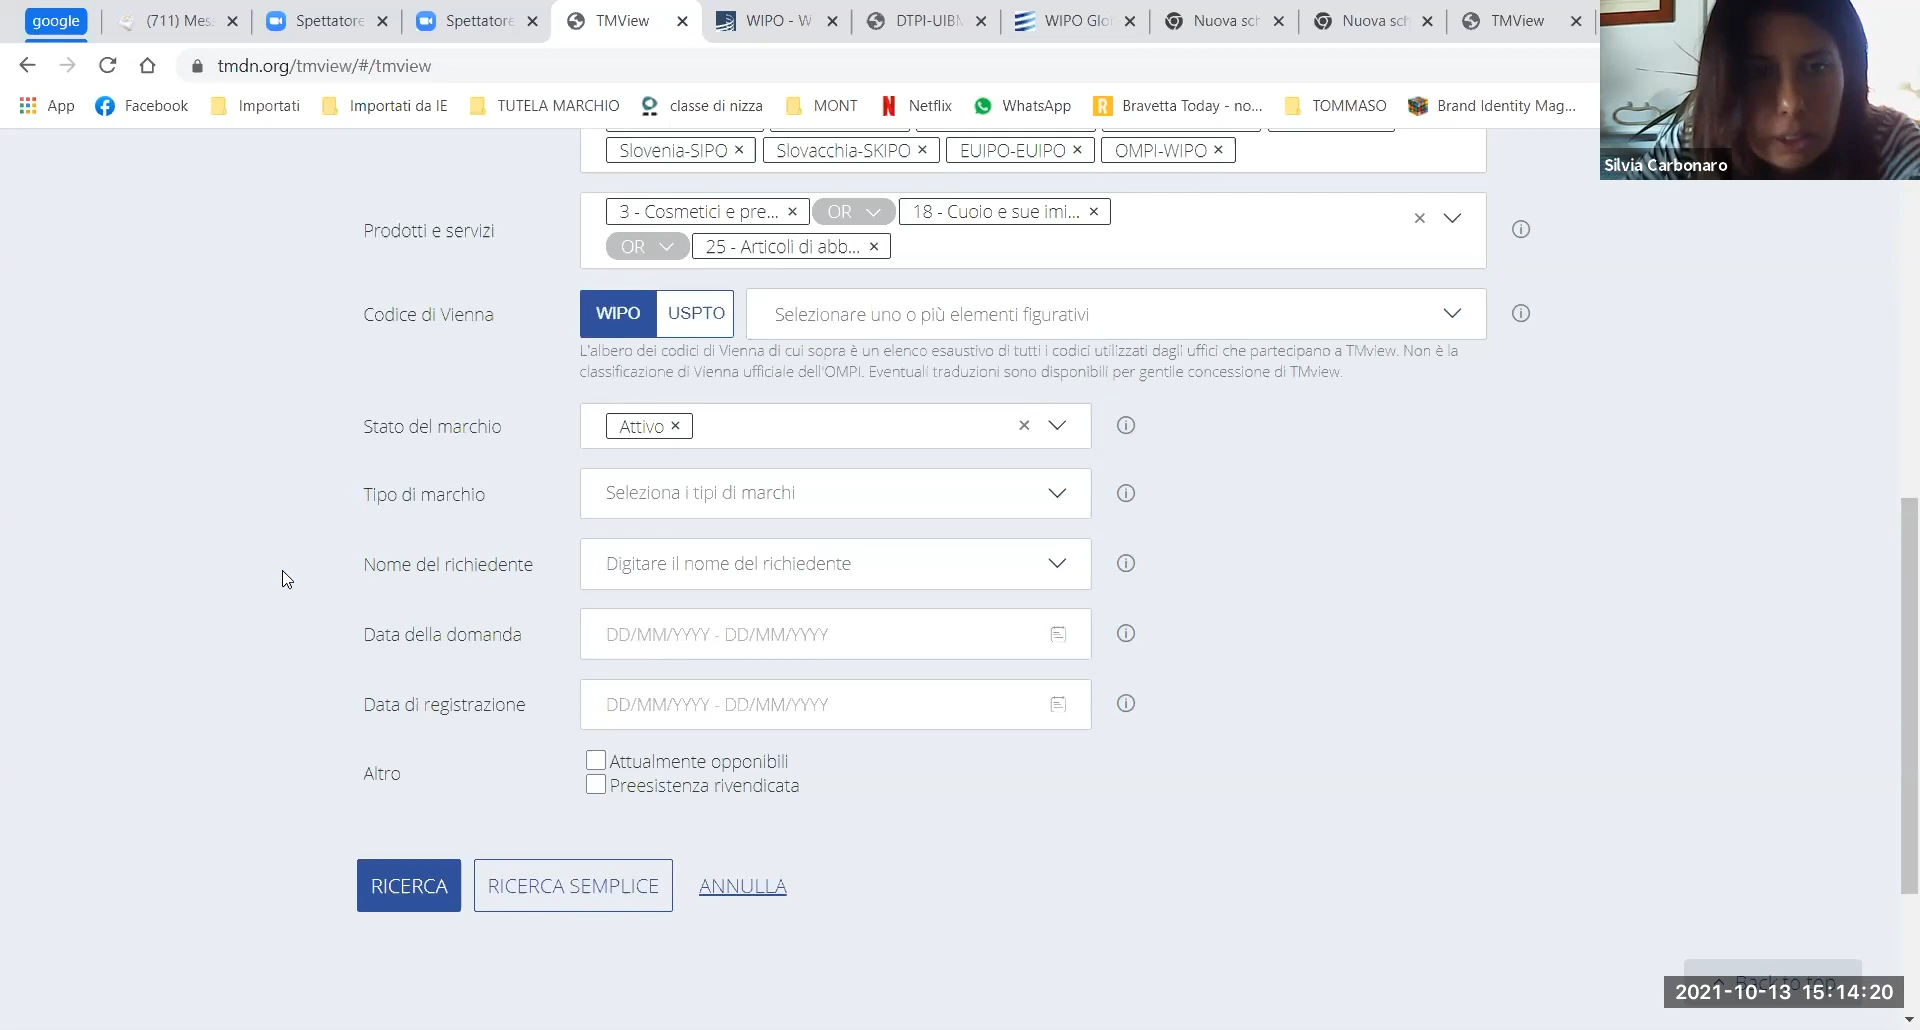 google
(711) Mes
Spettatore
Spettatore
TMView
WIPO - W
DTPI-UIBM
WIPO Glo
Nuova sch
Nuova sch
TMView
tmdn.org/tmview/#/tmview
App
Facebook
Importati
Importati da IE
TUTELA MARCHIO
classe di nizza
MONT
Netflix
WhatsApp
Bravetta Today - no...
TOMMASO
Brand Identity Mag...
Silvia Carbonaro
Slovenia-SIPO × Slovacchia-SKIPO × EUIPO-EUIPO × OMPI-WIPO ×
Prodotti e servizi
3 - Cosmetici e pre... × OR 18 - Cuoio e sue imi... ×
OR 25 - Articoli di abb... ×
Codice di Vienna
WIPO USPTO Selezionare uno o più elementi figurativi
L'albero dei codici di Vienna di cui sopra è un elenco esaustivo di tutti i codici utilizzati dagli uffici che partecipano a TMview. Non è la
classificazione di Vienna ufficiale dell'OMPI. Eventuali traduzioni sono disponibili per gentile concessione di TMview.
Stato del marchio Attivo ×
Tipo di marchio Seleziona i tipi di marchi
Nome del richiedente Digitare il nome del richiedente
Data della domanda DD/MM/YYYY - DD/MM/YYYY
Data di registrazione DD/MM/YYYY - DD/MM/YYYY
Altro
Attualmente opponibili
Preesistenza rivendicata
RICERCA RICERCA SEMPLICE ANNULLA
Back to top
2021-10-13 15:14:20